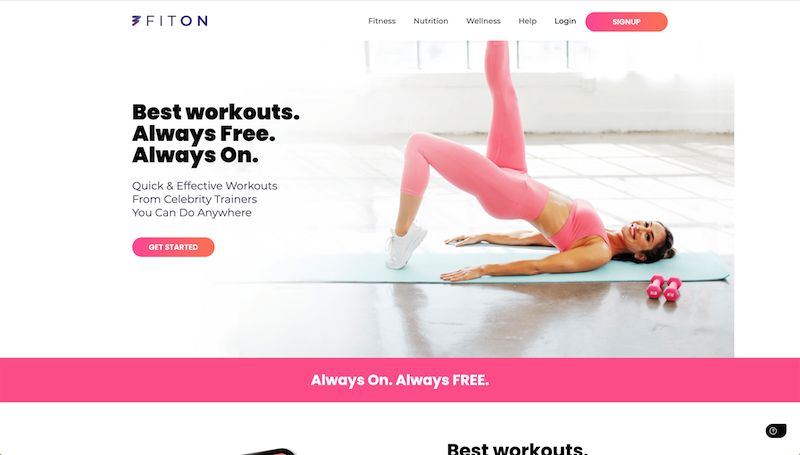 FITON
Fitness
Nutrition
Wellness
Help
Login
SIGNUP
Best workouts.
Always Free.
Always On.
Quick & Effective Workouts
From Celebrity Trainers
You Can Do Anywhere
GET STARTED
Always On. Always FREE.
Best workouts.